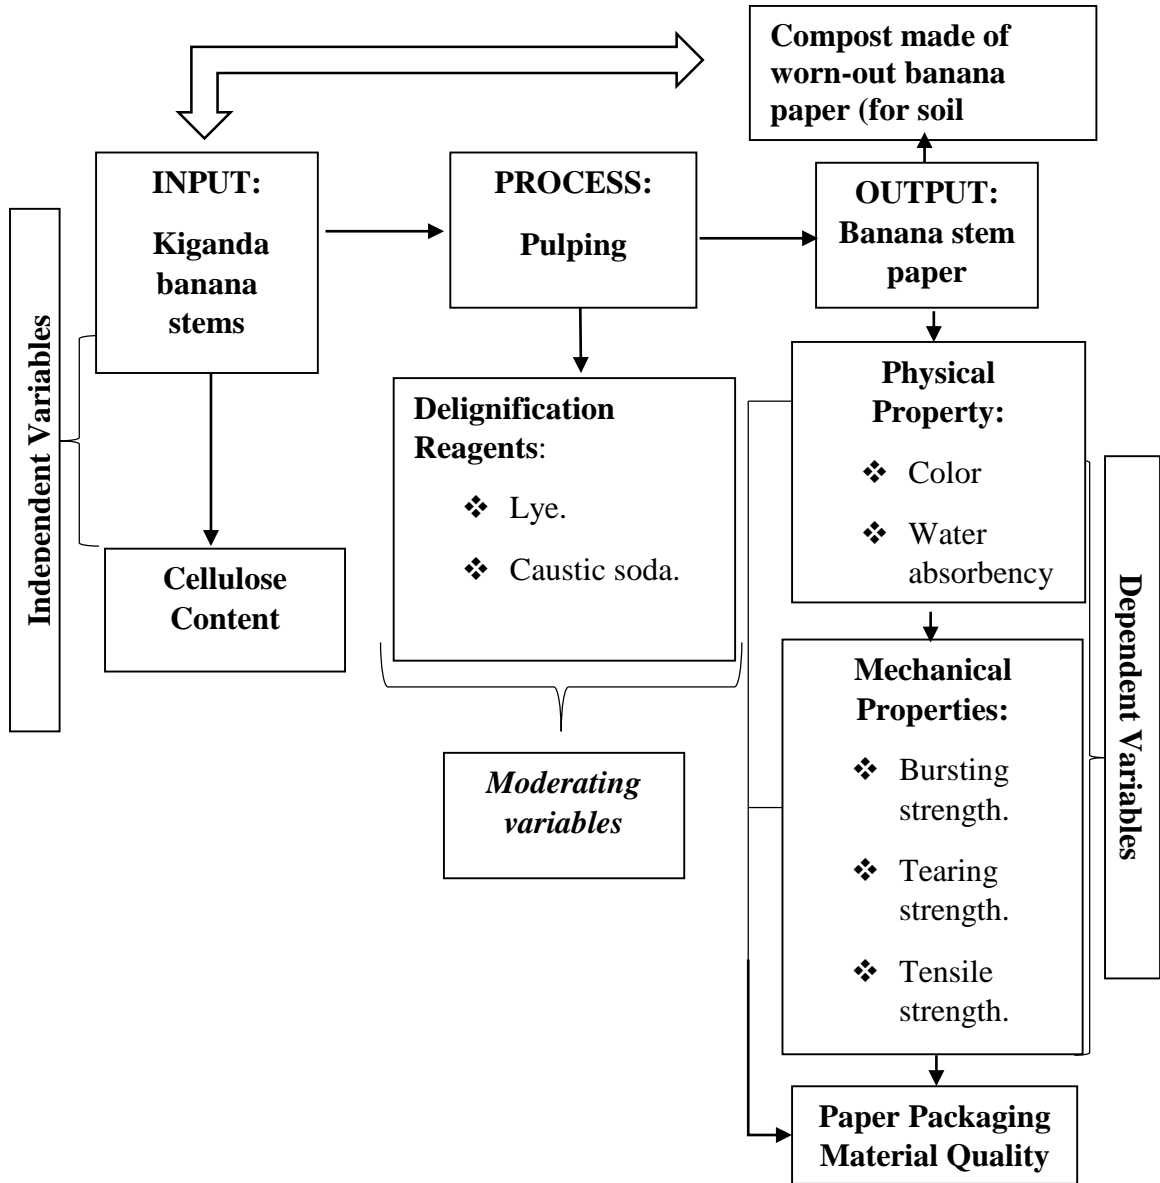 Compost made of
worn-out banana
paper (for soil
INPUT:
Kiganda
banana
stems
PROCESS:
Pulping
OUTPUT:
Banana stem
paper
Independent Variables
Cellulose
Content
Delignification
Reagents:
❖ Lye.
❖ Caustic soda.
Moderating
variables
Physical
Property:
❖ Color
❖ Water
absorbency
Mechanical
Properties:
❖ Bursting
strength.
❖ Tearing
strength.
❖ Tensile
strength.
Dependent Variables
Paper Packaging
Material Quality